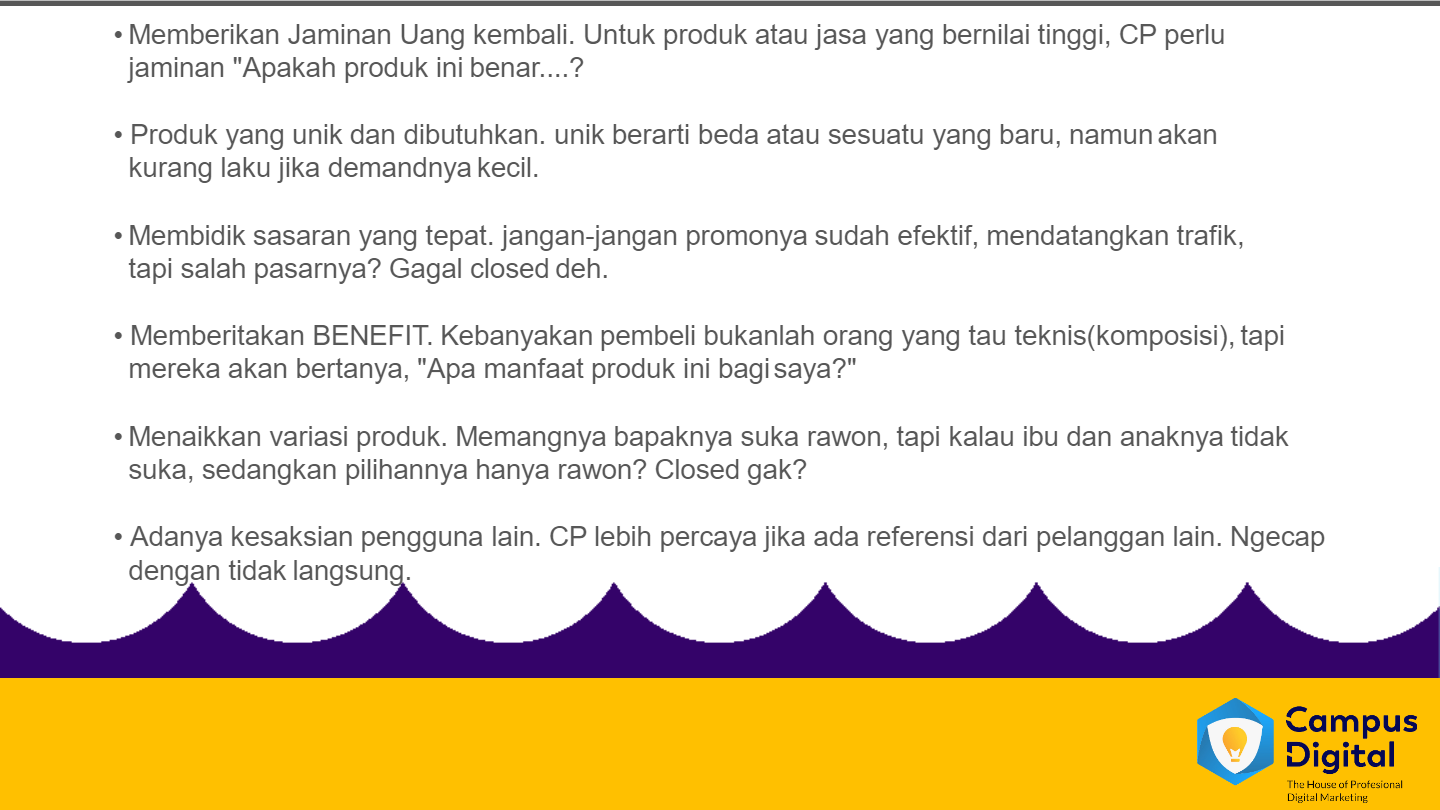 • Memberikan Jaminan Uang kembali. Untuk produk atau jasa yang bernilai tinggi, CP perlu
jaminan "Apakah produk ini benar....?
• Produk yang unik dan dibutuhkan. unik berarti beda atau sesuatu yang baru, namun akan
kurang laku jika demandnya kecil.
• Membidik sasaran yang tepat. jangan-jangan promonya sudah efektif, mendatangkan trafik,
tapi salah pasarnya? Gagal closed deh.
• Memberitakan BENEFIT. Kebanyakan pembeli bukanlah orang yang tau teknis(komposisi), tapi
mereka akan bertanya, "Apa manfaat produk ini bagi saya?"
• Menaikkan variasi produk. Memangnya bapaknya suka rawon, tapi kalau ibu dan anaknya tidak
suka, sedangkan pilihannya hanya rawon? Closed gak?
• Adanya kesaksian pengguna lain. CP lebih percaya jika ada referensi dari pelanggan lain. Ngecap
dengan tidak langsung.
Campus
Digital
The House of Profesional
Digital Marketing